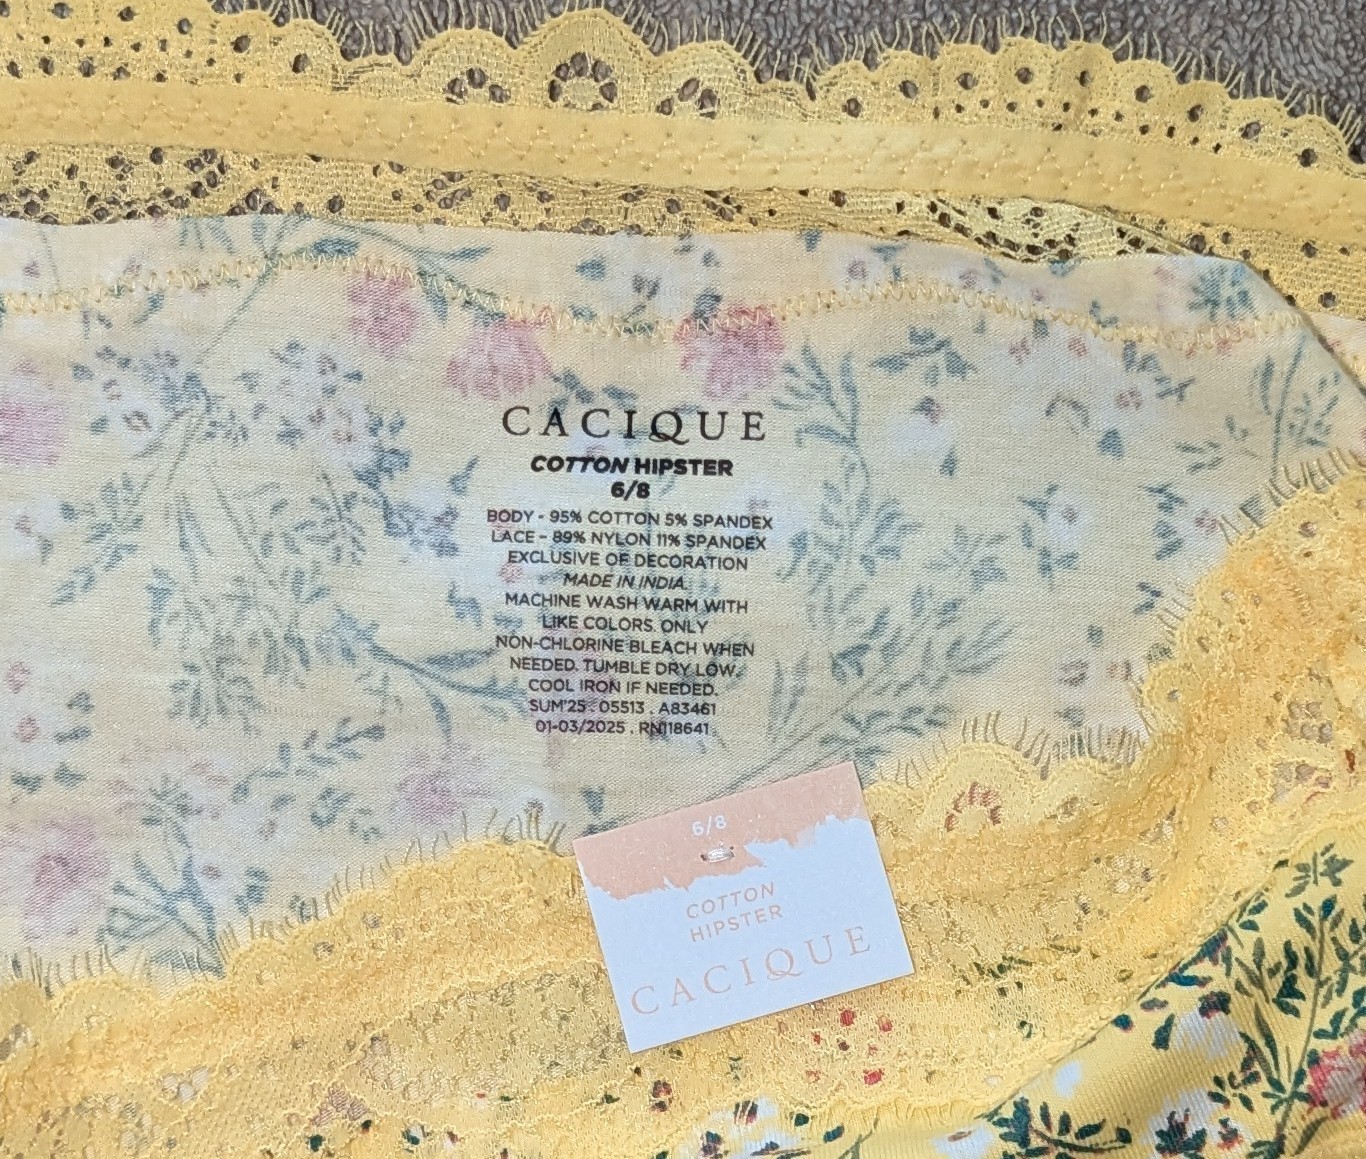 CACIQUE
COTTON HIPSTER
6/8
BODY - 95% COTTON 5% SPANDEX
LACE - 89% NYLON 11% SPANDEX
EXCLUSIVE OF DECORATION
MADE IN INDIA.
MACHINE WASH WARM WITH
LIKE COLORS. ONLY
NON-CHLORINE BLEACH WHEN
NEEDED. TUMBLE DRY LOW.
COOL IRON IF NEEDED.
SUM'25 . 05513 . A83461
01-03/2025 . RN118641
6/8
COTTON
HIPSTER
CACIQUE